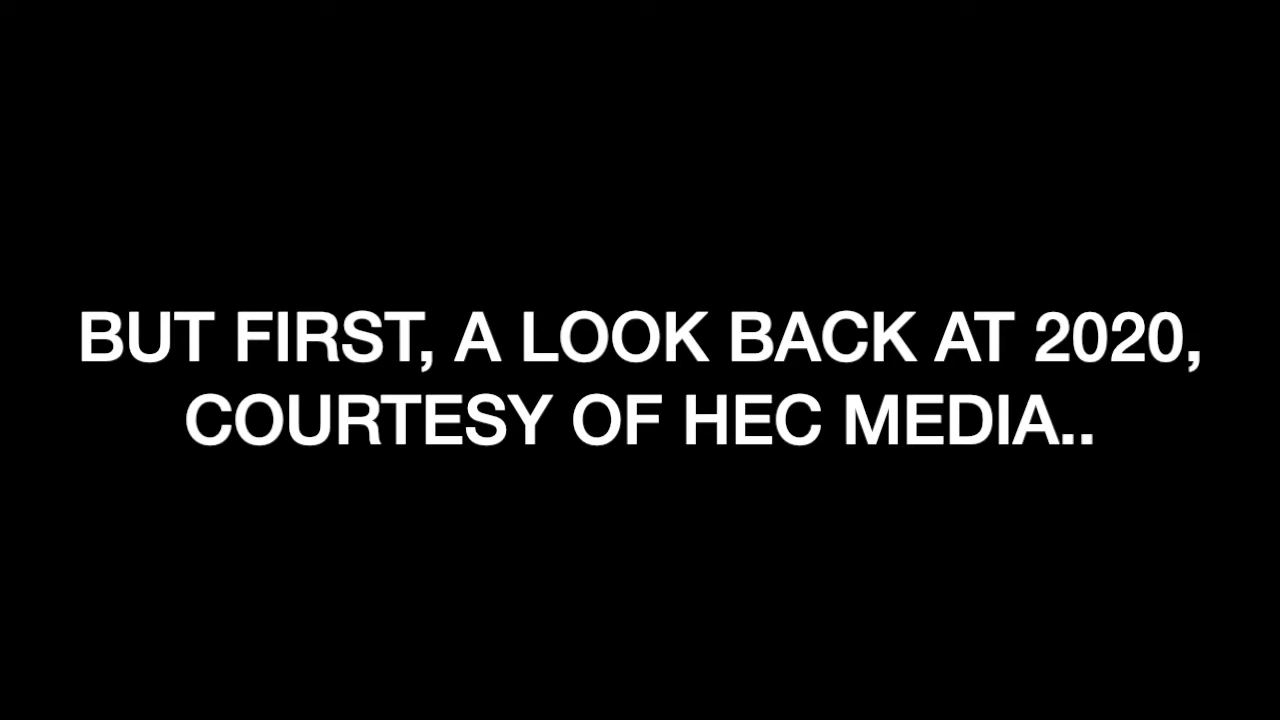 BUT FIRST, A LOOK BACK AT 2020,
COURTESY OF HEC MEDIA..